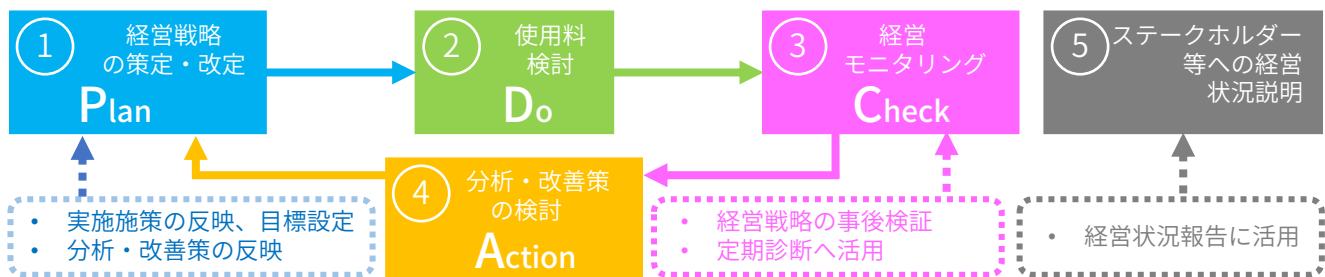 1
経営戦略
の策定・改定
Plan
2
使用料
検討
Do
3
経営
モニタリング
Check
5
ステークホルダー
等への経営
状況説明
4
分析・改善策
の検討
Action
• 実施施策の反映、目標設定
• 分析・改善策の反映
• 経営戦略の事後検証
• 定期診断へ活用
• 経営状況報告に活用